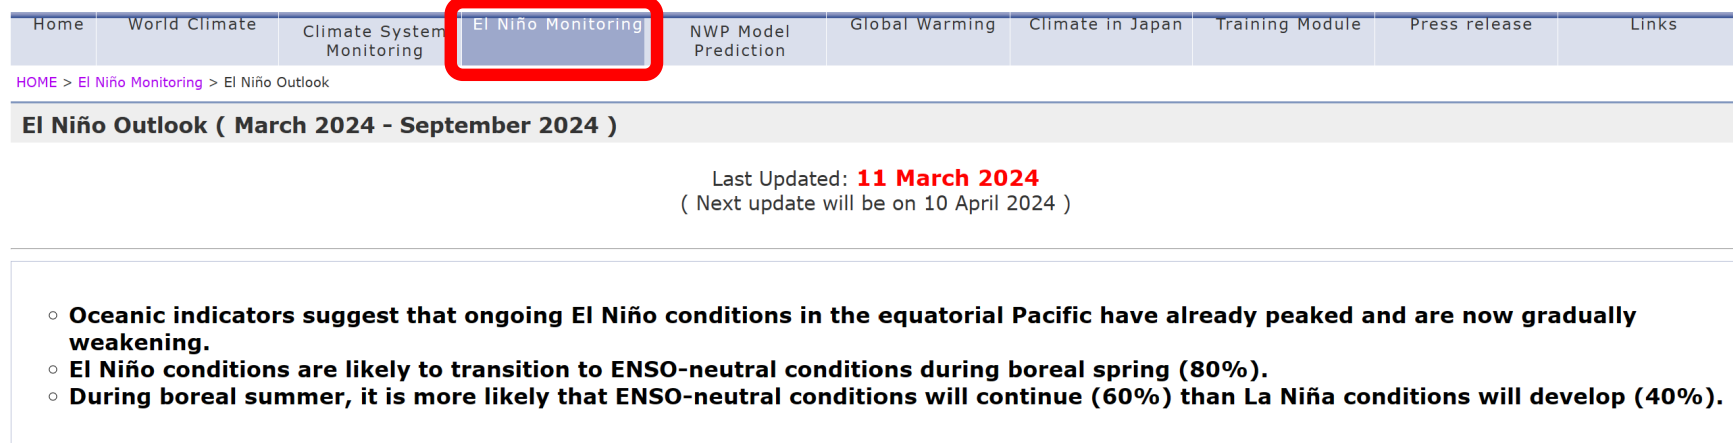 Home World Climate Climate System El Niño Monitoring NWP Model Global Warming Climate in Japan Training Module Press release Links
Monitoring Prediction
HOME > El Niño Monitoring > El Niño Outlook
El Niño Outlook ( March 2024 - September 2024 )
Last Updated: 11 March 2024
( Next update will be on 10 April 2024 )
Oceanic indicators suggest that ongoing El Niño conditions in the equatorial Pacific have already peaked and are now gradually
weakening.
El Niño conditions are likely to transition to ENSO-neutral conditions during boreal spring (80%).
During boreal summer, it is more likely that ENSO-neutral conditions will continue (60%) than La Niña conditions will develop (40%).